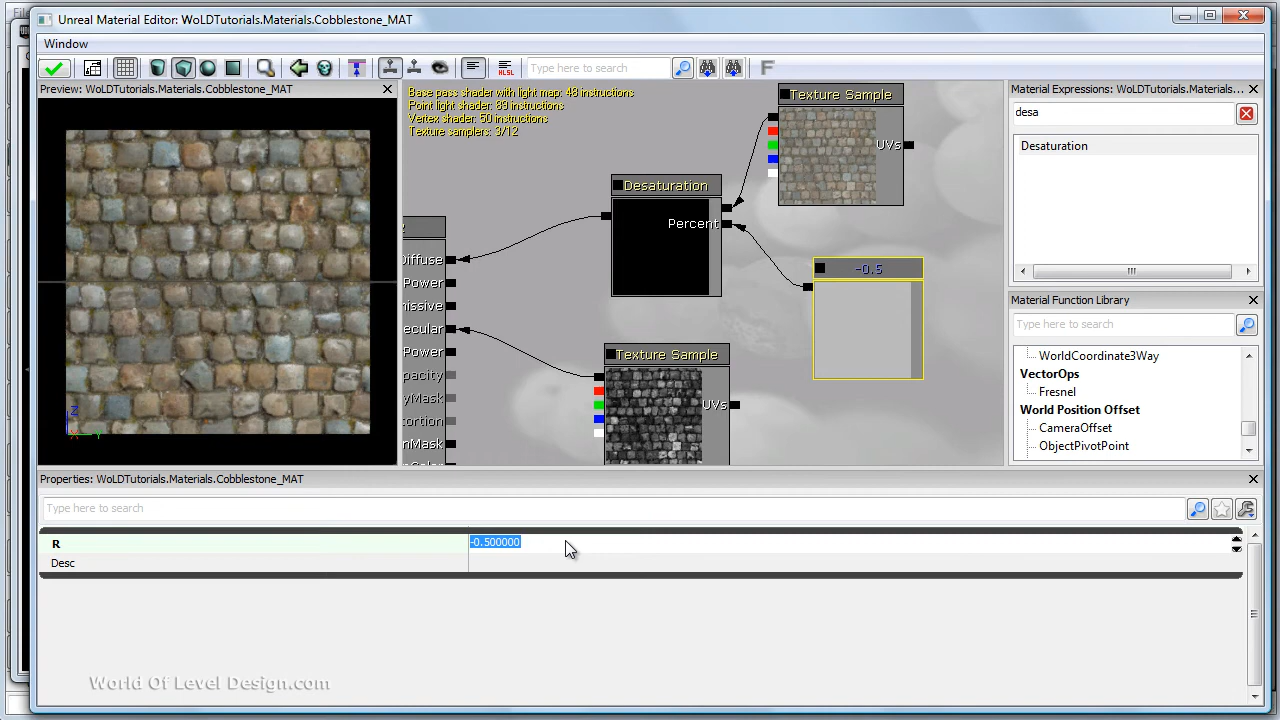 Unreal Material Editor: WoLDTutorials.Materials.Cobblestone_MAT
Window
HLSL
Type here to search
F
Preview: WoLDTutorials.Materials.Cobblestone_MAT
Z
X
Y
Base pass shader with light map: 48 instructions
Point light shader: 89 instructions
Vertex shader: 50 instructions
Texture samplers: 3/12
Texture Sample
UVs
Desaturation
Percent
-0.5
Diffuse
Power
missive
ecular
Power
pacity
yMask
tortion
nMask
Texture Sample
UVs
Material Expressions: WoLDTutorials.Materials...
desa
Desaturation
Material Function Library
Type here to search
WorldCoordinate3Way
VectorOps
Fresnel
World Position Offset
CameraOffset
ObjectPivotPoint
Properties: WoLDTutorials.Materials.Cobblestone_MAT
Type here to search
R
-0.500000
Desc
World Of Level Design.com